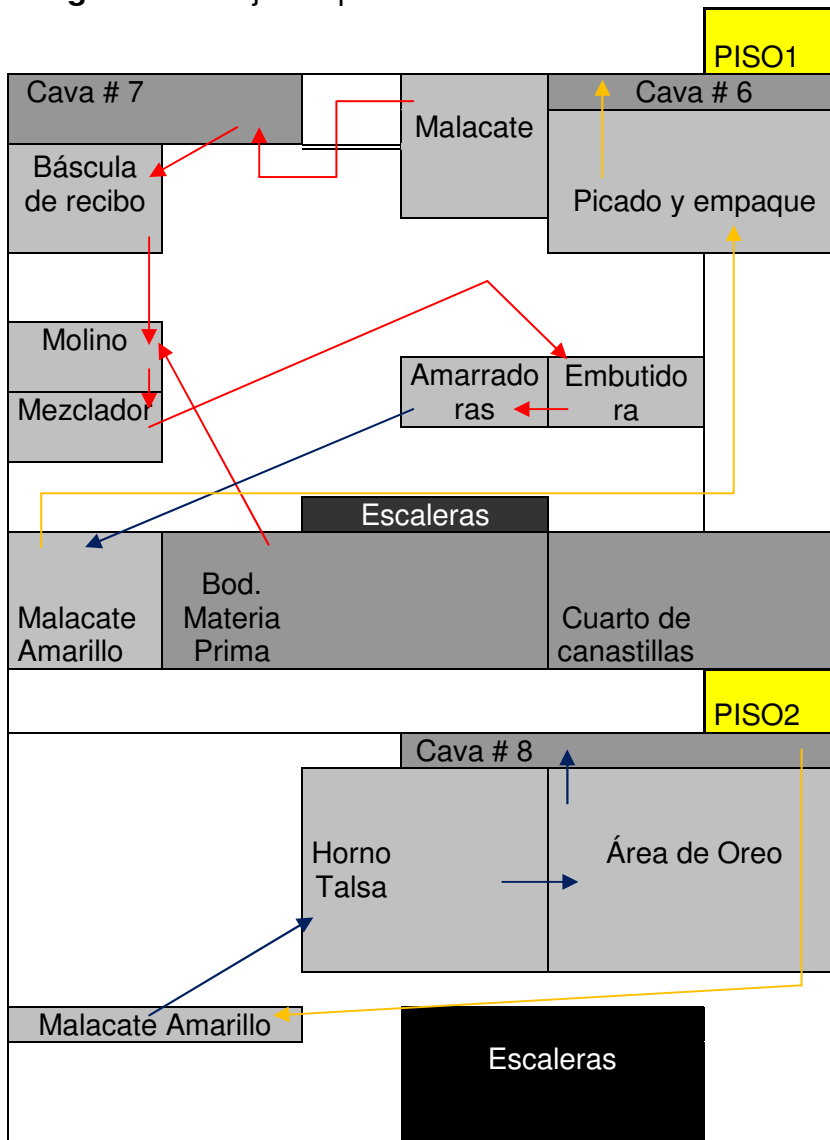 PISO1
Cava # 7
Malacate
Cava # 6
Báscula
de recibo
Picado y empaque
Molino
Mezclador
Amarrado
ras
Embutido
ra
Escaleras
Malacate
Amarillo
Bod.
Materia
Prima
Cuarto de
canastillas
PISO2
Cava # 8
Horno
Talsa
Área de Oreo
Malacate Amarillo
Escaleras